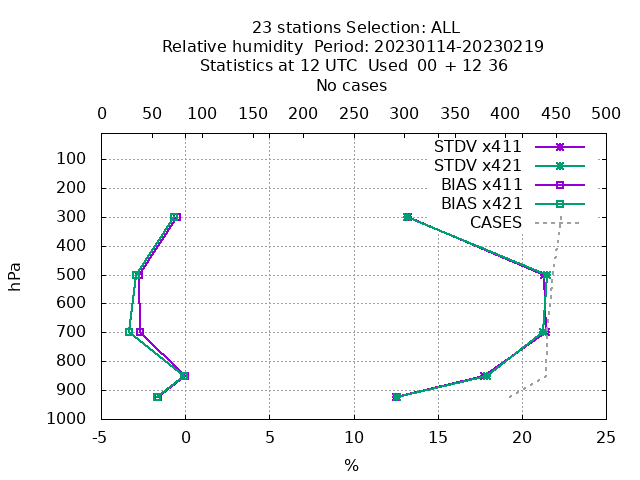 23 stations Selection: ALL
Relative humidity  Period: 20230114-20230219
Statistics at 12 UTC  Used  00 + 12 36
No cases
0 50 100 150 200 250 300 350 400 450 500
STDV x411
STDV x421
BIAS x411
BIAS x421
CASES
100
200
300
400
500
600
700
800
900
1000
hPa
-5 0 5 10 15 20 25
%